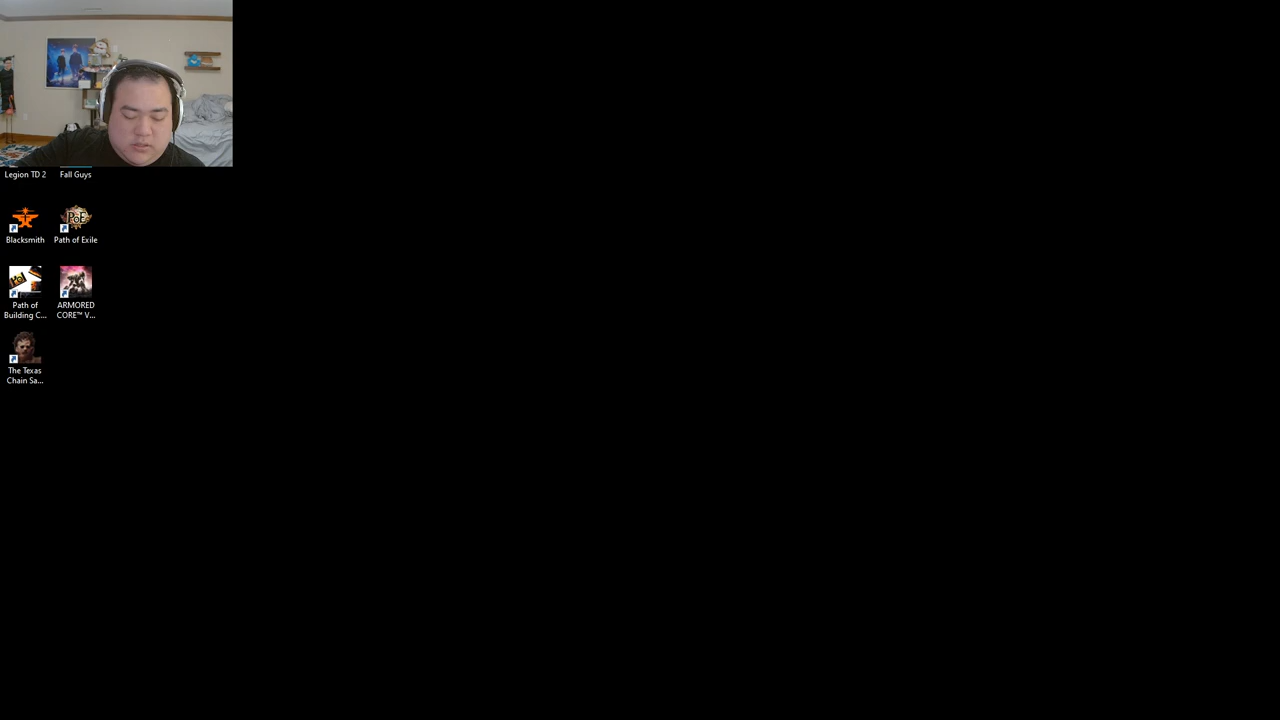 Legion TD 2
Fall Guys
Blacksmith
Path of Exile
Path of
Building C...
ARMORED
CORE™ V...
The Texas
Chain Sa...